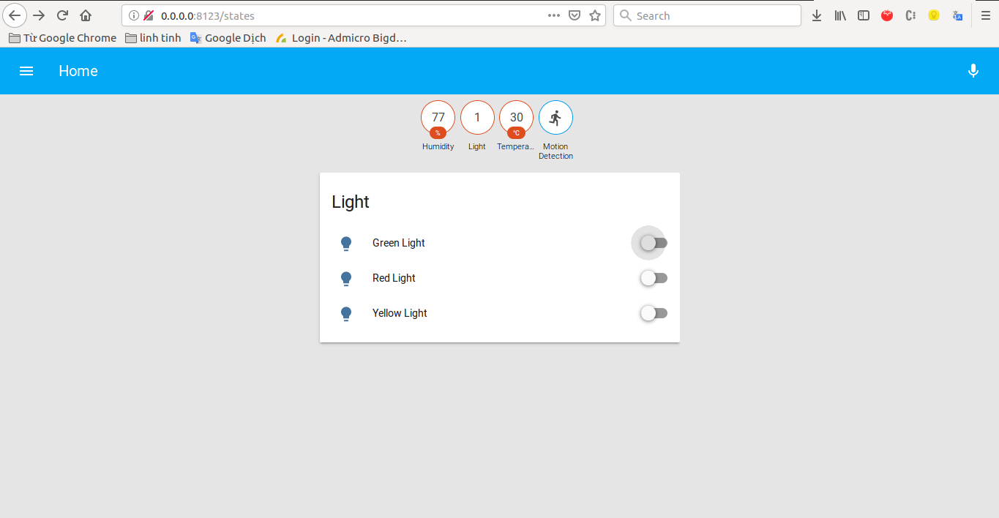 0.0.0.0:8123/states
Search
Từ Google Chrome linh tinh Google Dịch Login - Admicro Bigd...
Home
77 1 30
% °C
Humidity Light Tempera... Motion Detection
Light
Green Light
Red Light
Yellow Light